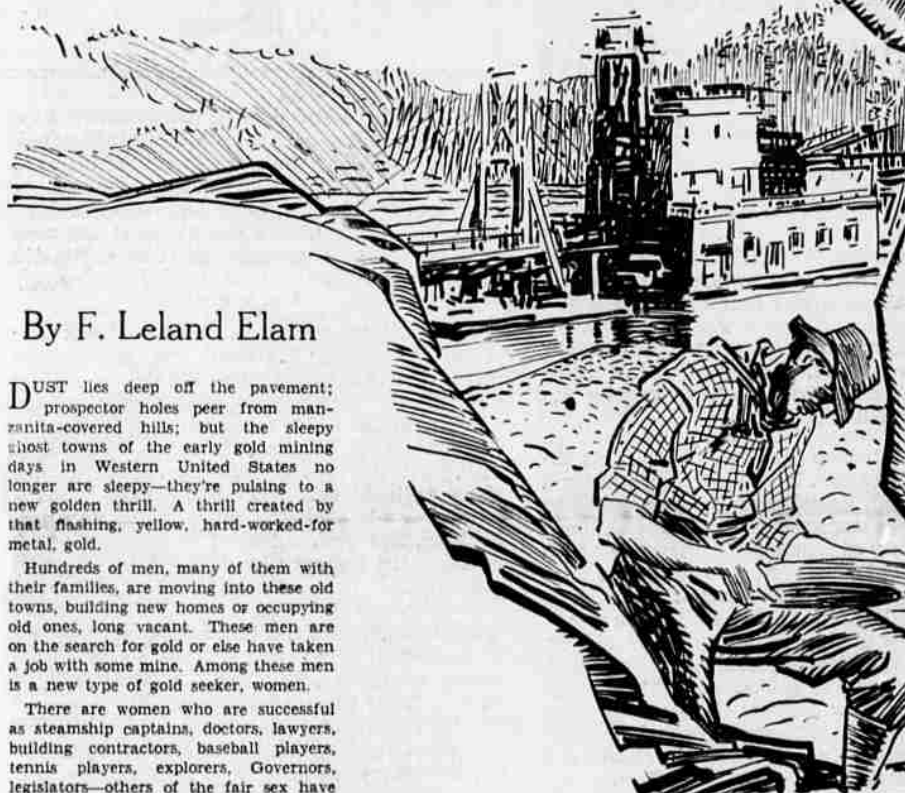 By F. Leland Elam
DUST lies deep off the pavement;
prospector holes peer from man-
zanita-covered hills; but the sleepy
ghost towns of the early gold mining
days in Western United States no
longer are sleepy—they're pulsing to a
new golden thrill. A thrill created by
that flashing, yellow, hard-worked-for
metal, gold.
Hundreds of men, many of them with
their families, are moving into these old
towns, building new homes or occupying
old ones, long vacant. These men are
on the search for gold or else have taken
a job with some mine. Among these men
is a new type of gold seeker, women.
There are women who are successful
as steamship captains, doctors, lawyers,
building contractors, baseball players,
tennis players, explorers, Governors,
legislators—others of the fair sex have